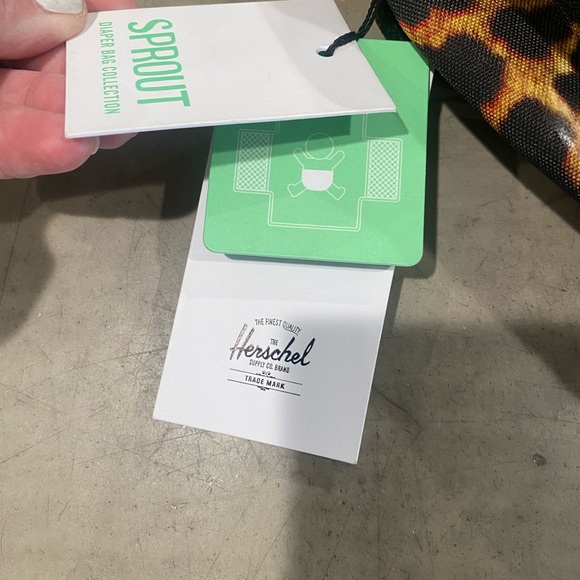 SPROUT
DIAPER BAG COLLECTION
THE FINEST QUALITY
THE
Herschel
SUPPLY CO. BRAND
TRADE MARK